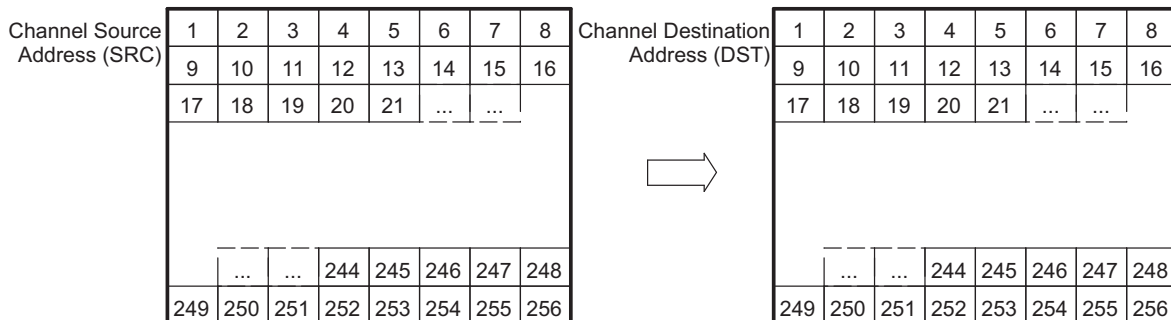 Channel Source Address (SRC)
1 2 3 4 5 6 7 8
9 10 11 12 13 14 15 16
17 18 19 20 21 ... ...
... ... 244 245 246 247 248
249 250 251 252 253 254 255 256
Channel Destination Address (DST)
1 2 3 4 5 6 7 8
9 10 11 12 13 14 15 16
17 18 19 20 21 ... ...
... ... 244 245 246 247 248
249 250 251 252 253 254 255 256